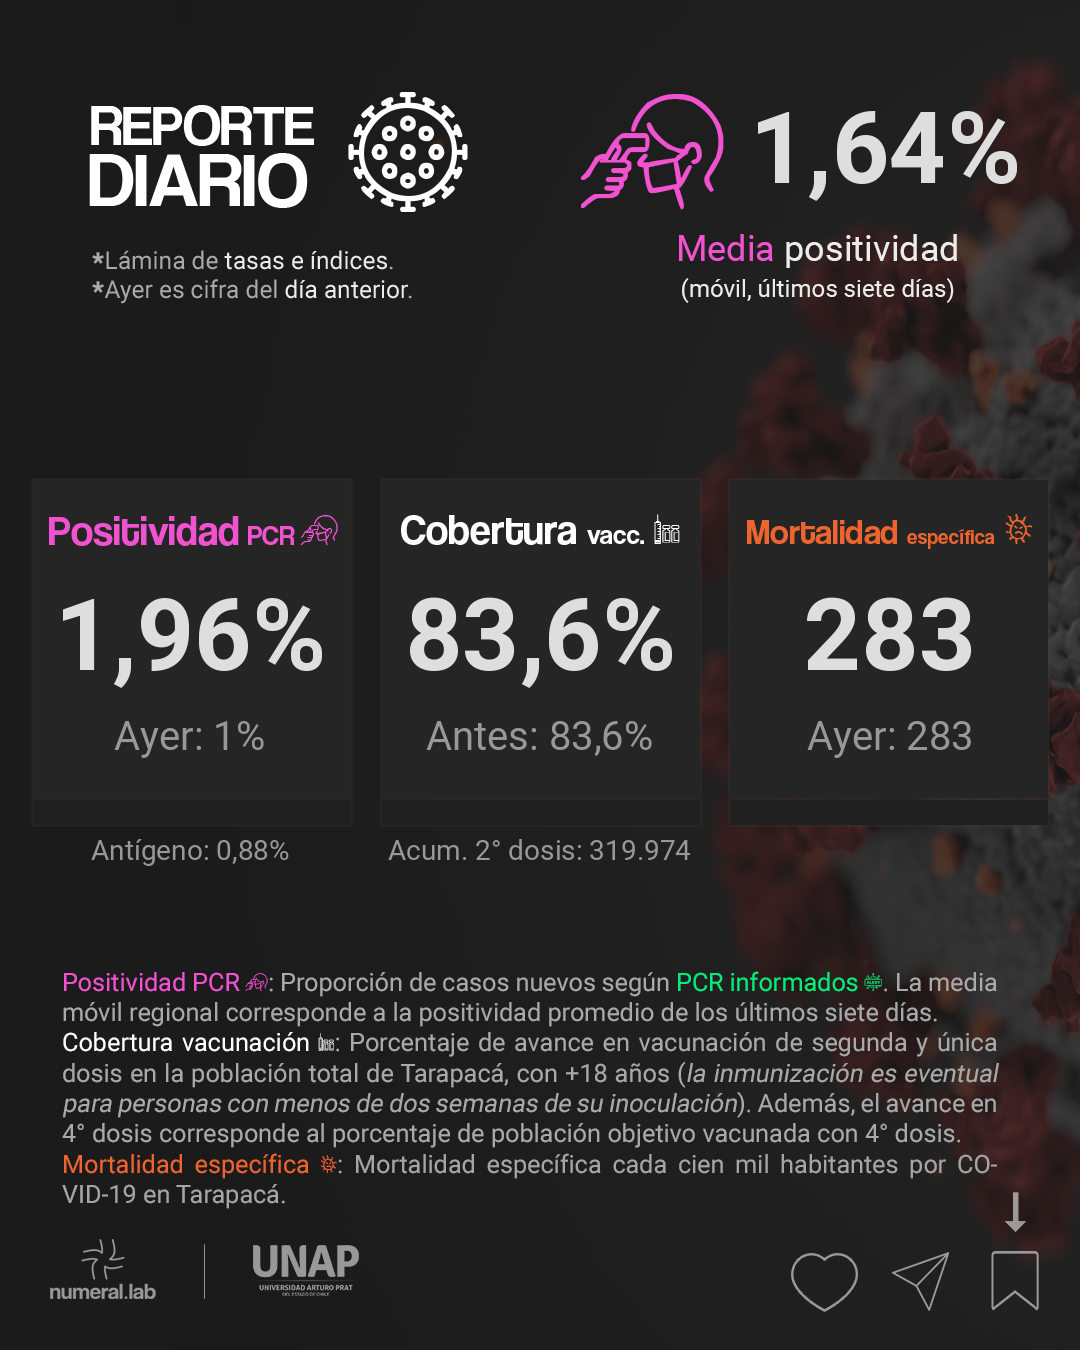 REPORTE
DIARIO
*Lámina de tasas e índices.
*Ayer es cifra del día anterior.
1,64%
Media positividad
(móvil, últimos siete días)
Positividad PCR
1,96%
Ayer: 1%
Antígeno: 0,88%
Cobertura vacc.
83,6%
Antes: 83,6%
Acum. 2° dosis: 319.974
Mortalidad específica
283
Ayer: 283
Positividad PCR : Proporción de casos nuevos según PCR informados . La media
móvil regional corresponde a la positividad promedio de los últimos siete días.
Cobertura vacunación : Porcentaje de avance en vacunación de segunda y única
dosis en la población total de Tarapacá, con +18 años (la inmunización es eventual
para personas con menos de dos semanas de su inoculación). Además, el avance en
4° dosis corresponde al porcentaje de población objetivo vacunada con 4° dosis.
Mortalidad específica : Mortalidad específica cada cien mil habitantes por CO-
VID-19 en Tarapacá.
numeral.lab
UNAP
UNIVERSIDAD ARTURO PRAT
DEL ESTADO DE CHILE